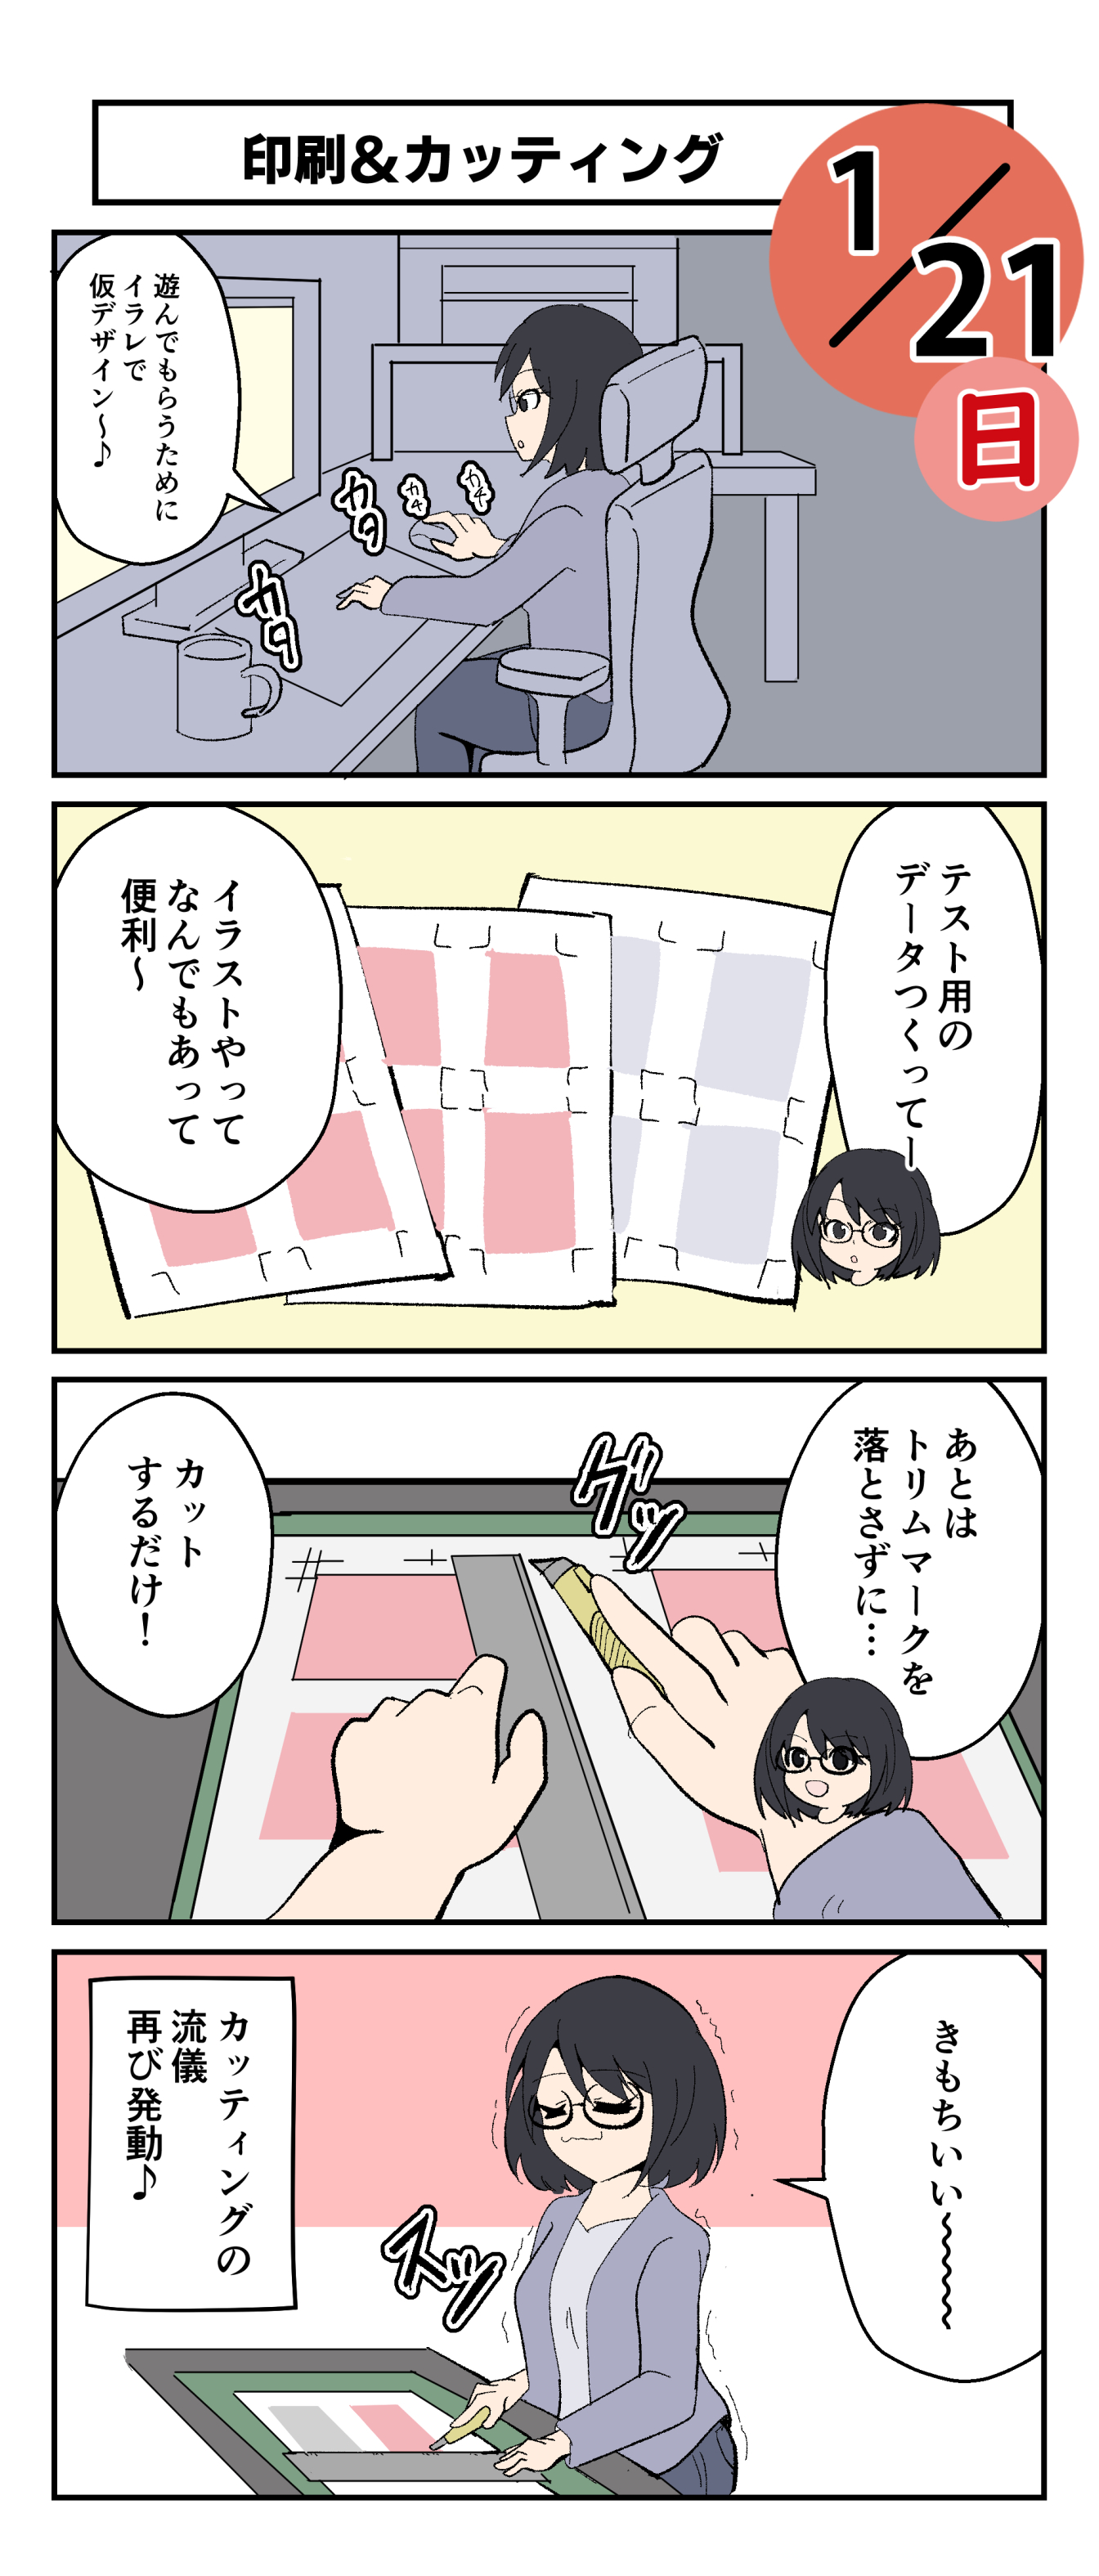 印刷&カッティング
1/21
日
遊んでもらうために
イラレで
仮デザイン〜♪
カチ
カチ
カタ
カタ
テスト用の
データつくってー
イラストやって
なんでもあって
便利〜
あとは
トリムマークを
落とさずに…
グッ
カット
するだけ！
きもちいい〜〜〜
スッ
カッティングの
流儀
再び発動♪